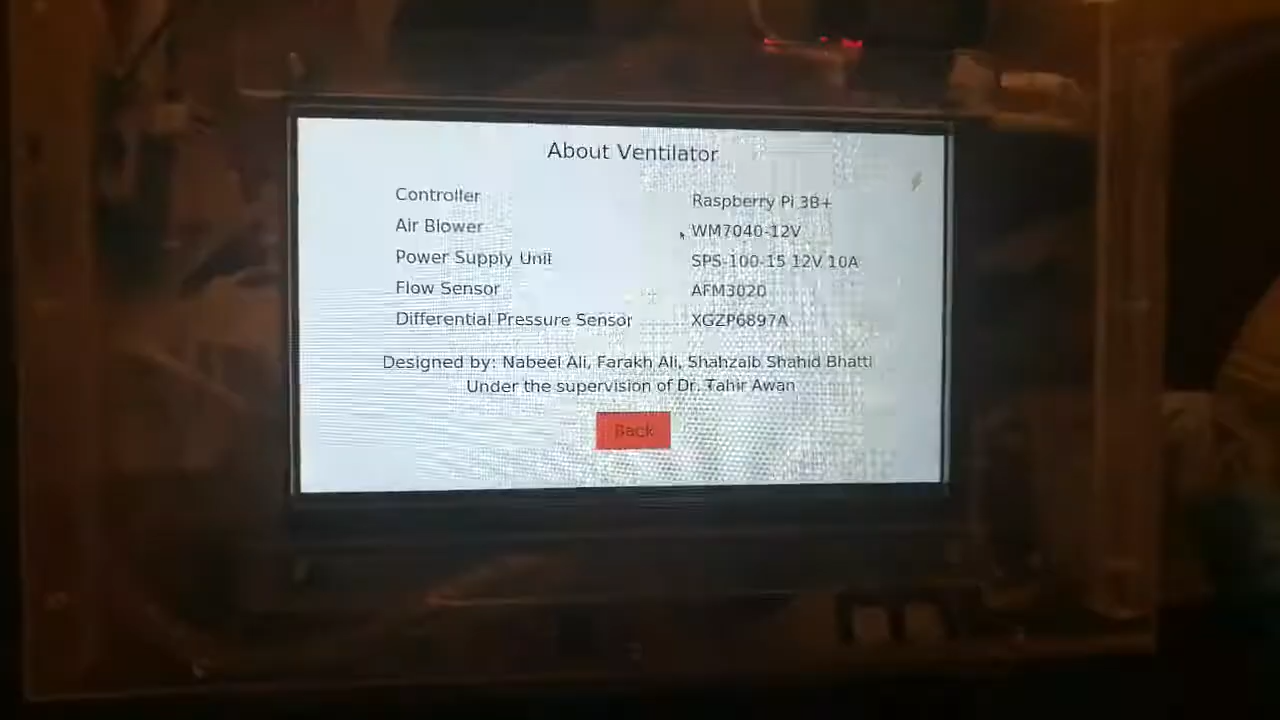 About Ventilator
Controller Raspberry Pi 3B+
Air Blower WM7040-12V
Power Supply Unit SPS-100-15 12V 10A
Flow Sensor AFM3020
Differential Pressure Sensor XGZP6897A
Designed by: Nabeel Ali, Farakh Ali, Shahzaib Shahid Bhatti
Under the supervision of Dr. Tahir Awan
Back